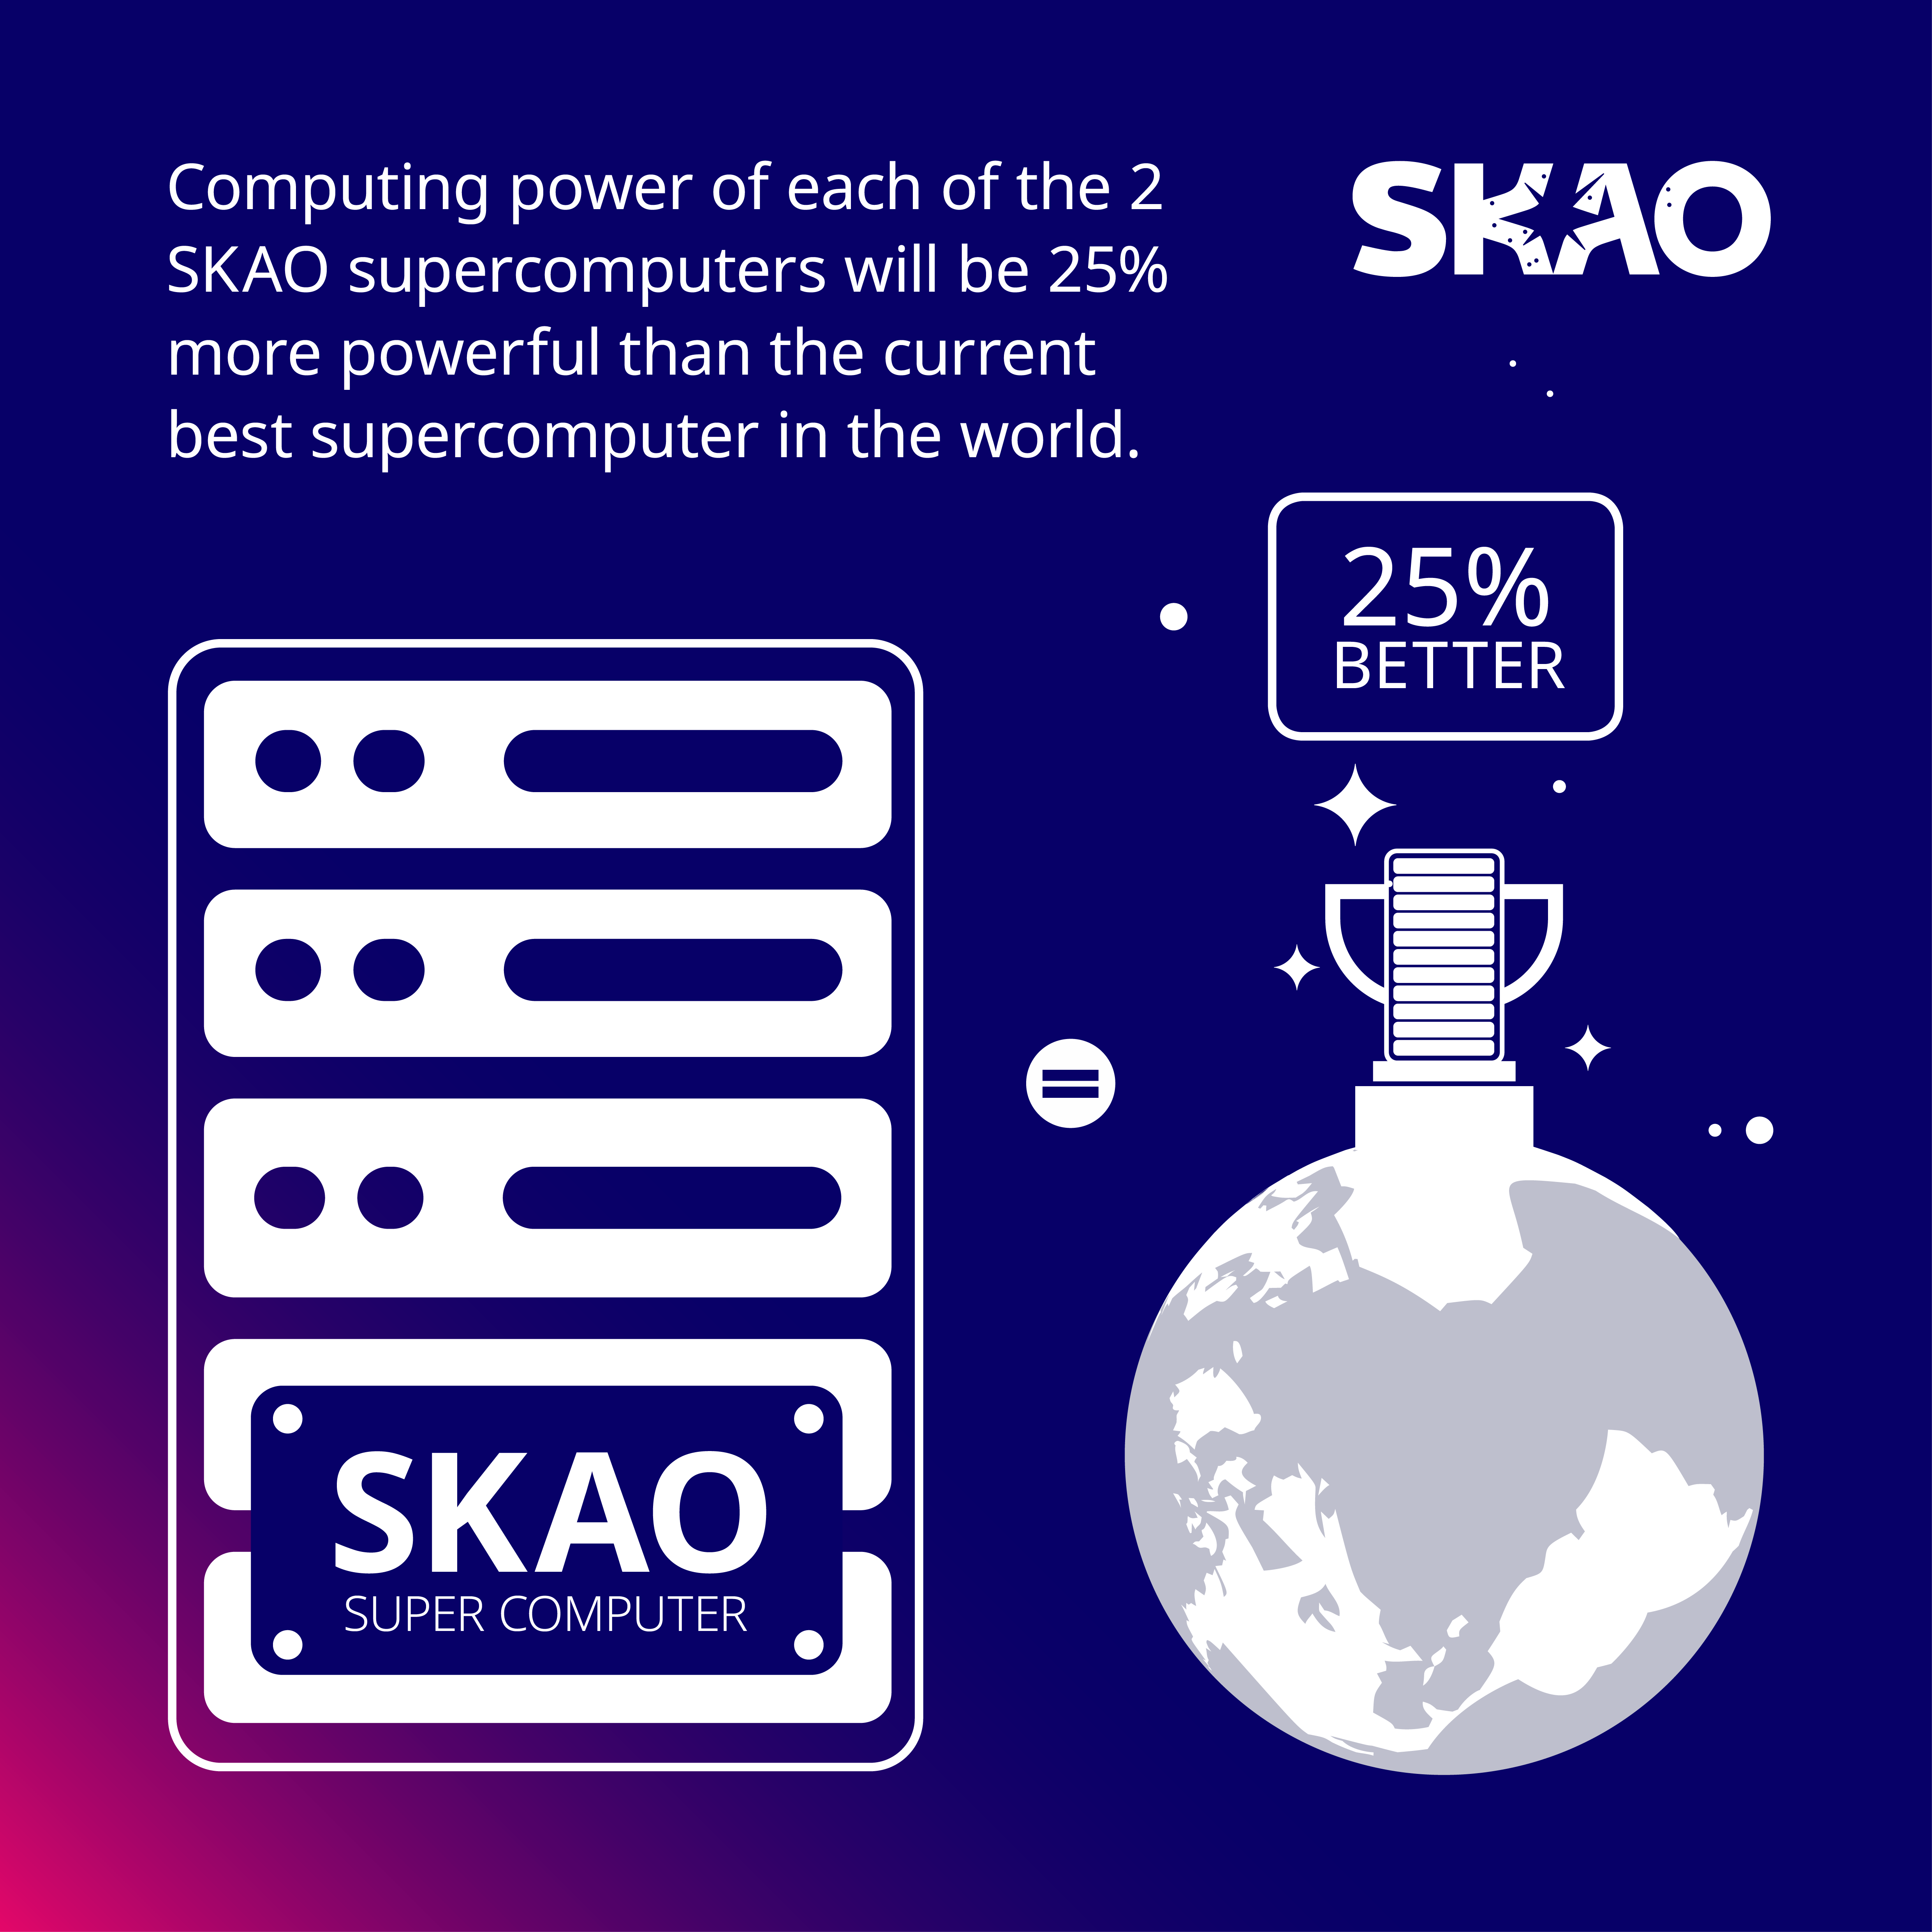 Computing power of each of the 2
SKAO supercomputers will be 25%
more powerful than the current
best supercomputer in the world.
SKAO
25%
BETTER
SKAO
SUPER COMPUTER